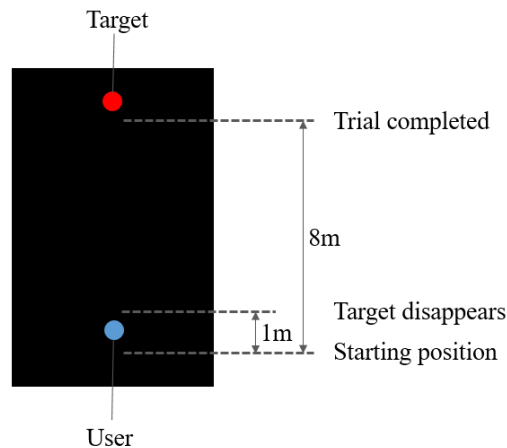 Target
Trial completed
8m
Target disappears
1m
Starting position
User